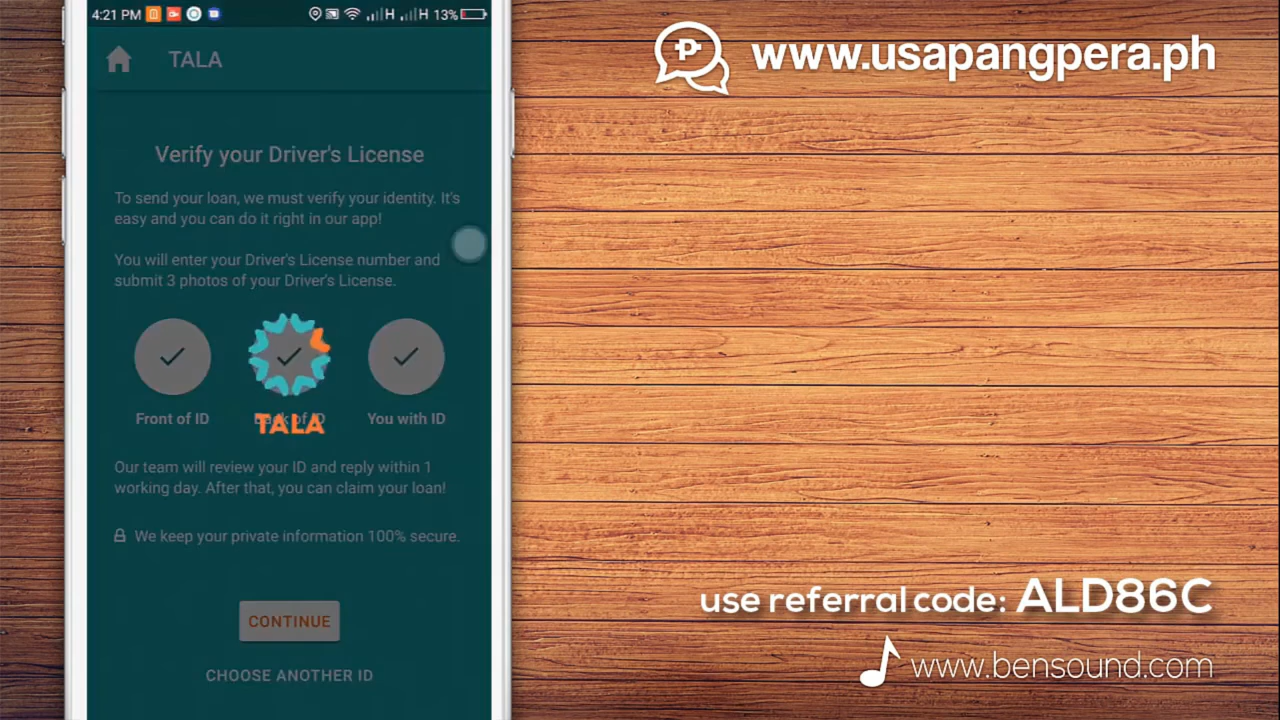 4:21 PM
H
H 13%
TALA
www.usapangpera.ph
Verify your Driver's License
To send your loan, we must verify your identity. It's
easy and you can do it right in our app!
You will enter your Driver's License number and
submit 3 photos of your Driver's License.
Front of ID
Back of ID
You with ID
TALA
Our team will review your ID and reply within 1
working day. After that, you can claim your loan!
We keep your private information 100% secure.
CONTINUE
CHOOSE ANOTHER ID
use referral code: ALD86C
www.bensound.com